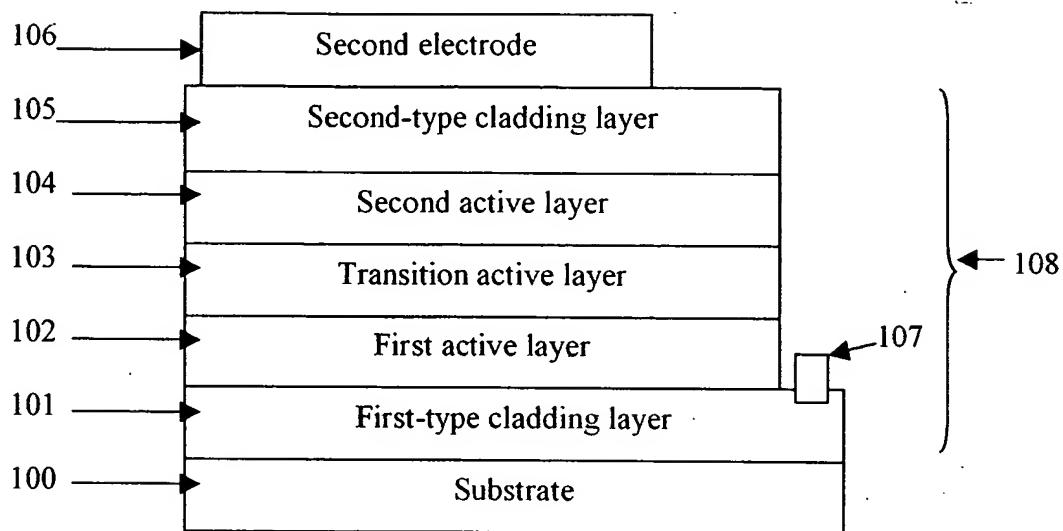 106 Second electrode
105 Second-type cladding layer
104 Second active layer
103 Transition active layer
108
102 First active layer
107
101 First-type cladding layer
100 Substrate